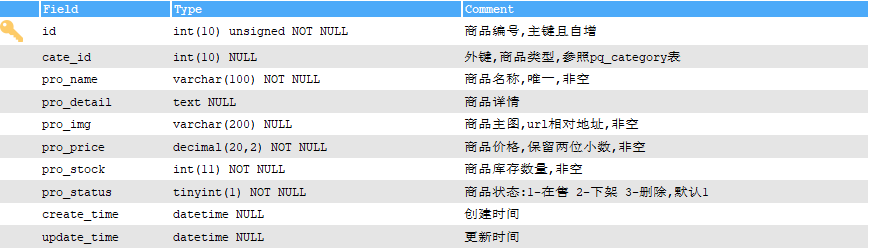 Field Type Comment
id int(10) unsigned NOT NULL 商品编号,主键且自增
cate_id int(10) NULL 外键,商品类型,参照pq_category表
pro_name varchar(100) NOT NULL 商品名称,唯一,非空
pro_detail text NULL 商品详情
pro_img varchar(200) NULL 商品主图,url相对地址,非空
pro_price decimal(20,2) NOT NULL 商品价格,保留两位小数,非空
pro_stock int(11) NOT NULL 商品库存数量,非空
pro_status tinyint(1) NOT NULL 商品状态:1-在售 2-下架 3-删除,默认1
create_time datetime NULL 创建时间
update_time datetime NULL 更新时间